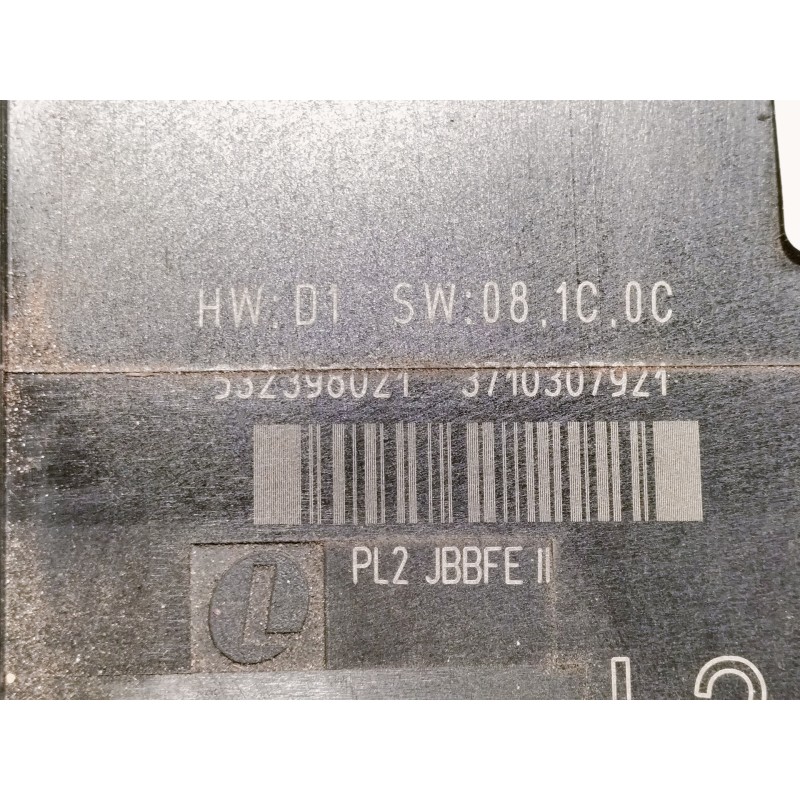 HW:D1 SW:08.1C.0C
532398021 3710307921
PL2 JBBFE II
L